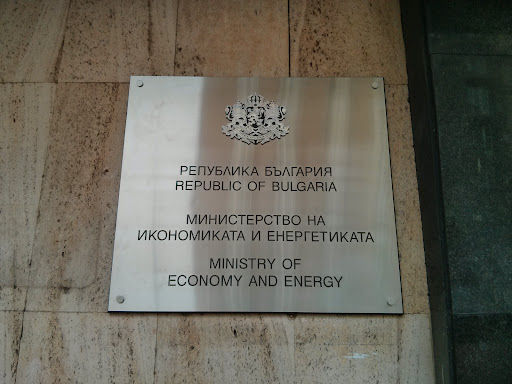 РЕПУБЛИКА БЪЛГАРИЯ
REPUBLIC OF BULGARIA
МИНИСТЕРСТВО НА
ИКОНОМИКАТА И ЕНЕРГЕТИКАТА
MINISTRY OF
ECONOMY AND ENERGY